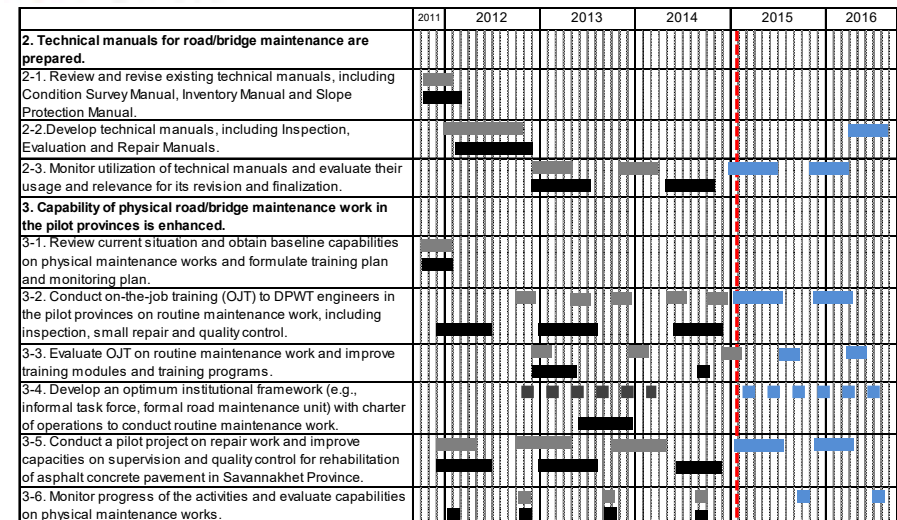 2011 2012 2013 2014 2015 2016
2. Technical manuals for road/bridge maintenance are
prepared.
2-1. Review and revise existing technical manuals, including
Condition Survey Manual, Inventory Manual and Slope
Protection Manual.
2-2.Develop technical manuals, including Inspection,
Evaluation and Repair Manuals.
2-3. Monitor utilization of technical manuals and evaluate their
usage and relevance for its revision and finalization.
3. Capability of physical road/bridge maintenance work in
the pilot provinces is enhanced.
3-1. Review current situation and obtain baseline capabilities
on physical maintenance works and formulate training plan
and monitoring plan.
3-2. Conduct on-the-job training (OJT) to DPWT engineers in
the pilot provinces on routine maintenance work, including
inspection, small repair and quality control.
3-3. Evaluate OJT on routine maintenance work and improve
training modules and training programs.
3-4. Develop an optimum institutional framework (e.g.,
informal task force, formal road maintenance unit) with charter
of operations to conduct routine maintenance work.
3-5. Conduct a pilot project on repair work and improve
capacities on supervision and quality control for rehabilitation
of asphalt concrete pavement in Savannakhet Province.
3-6. Monitor progress of the activities and evaluate capabilities
on physical maintenance works.